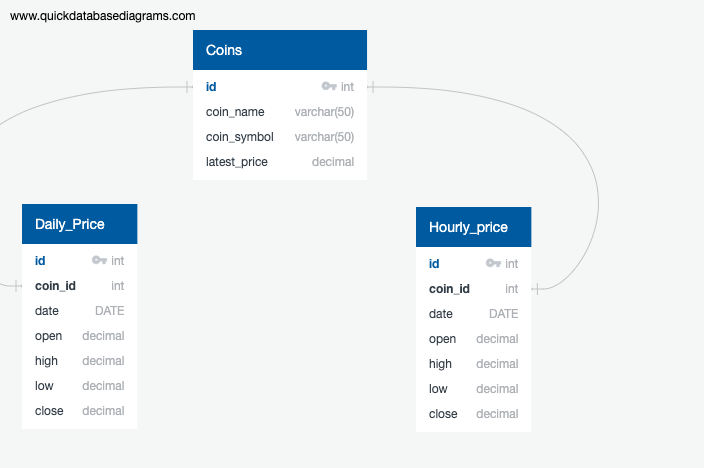 www.quickdatabasediagrams.com
Coins
id int
coin_name varchar(50)
coin_symbol varchar(50)
latest_price decimal
Daily_Price
id int
coin_id int
date DATE
open decimal
high decimal
low decimal
close decimal
Hourly_price
id int
coin_id int
date DATE
open decimal
high decimal
low decimal
close decimal